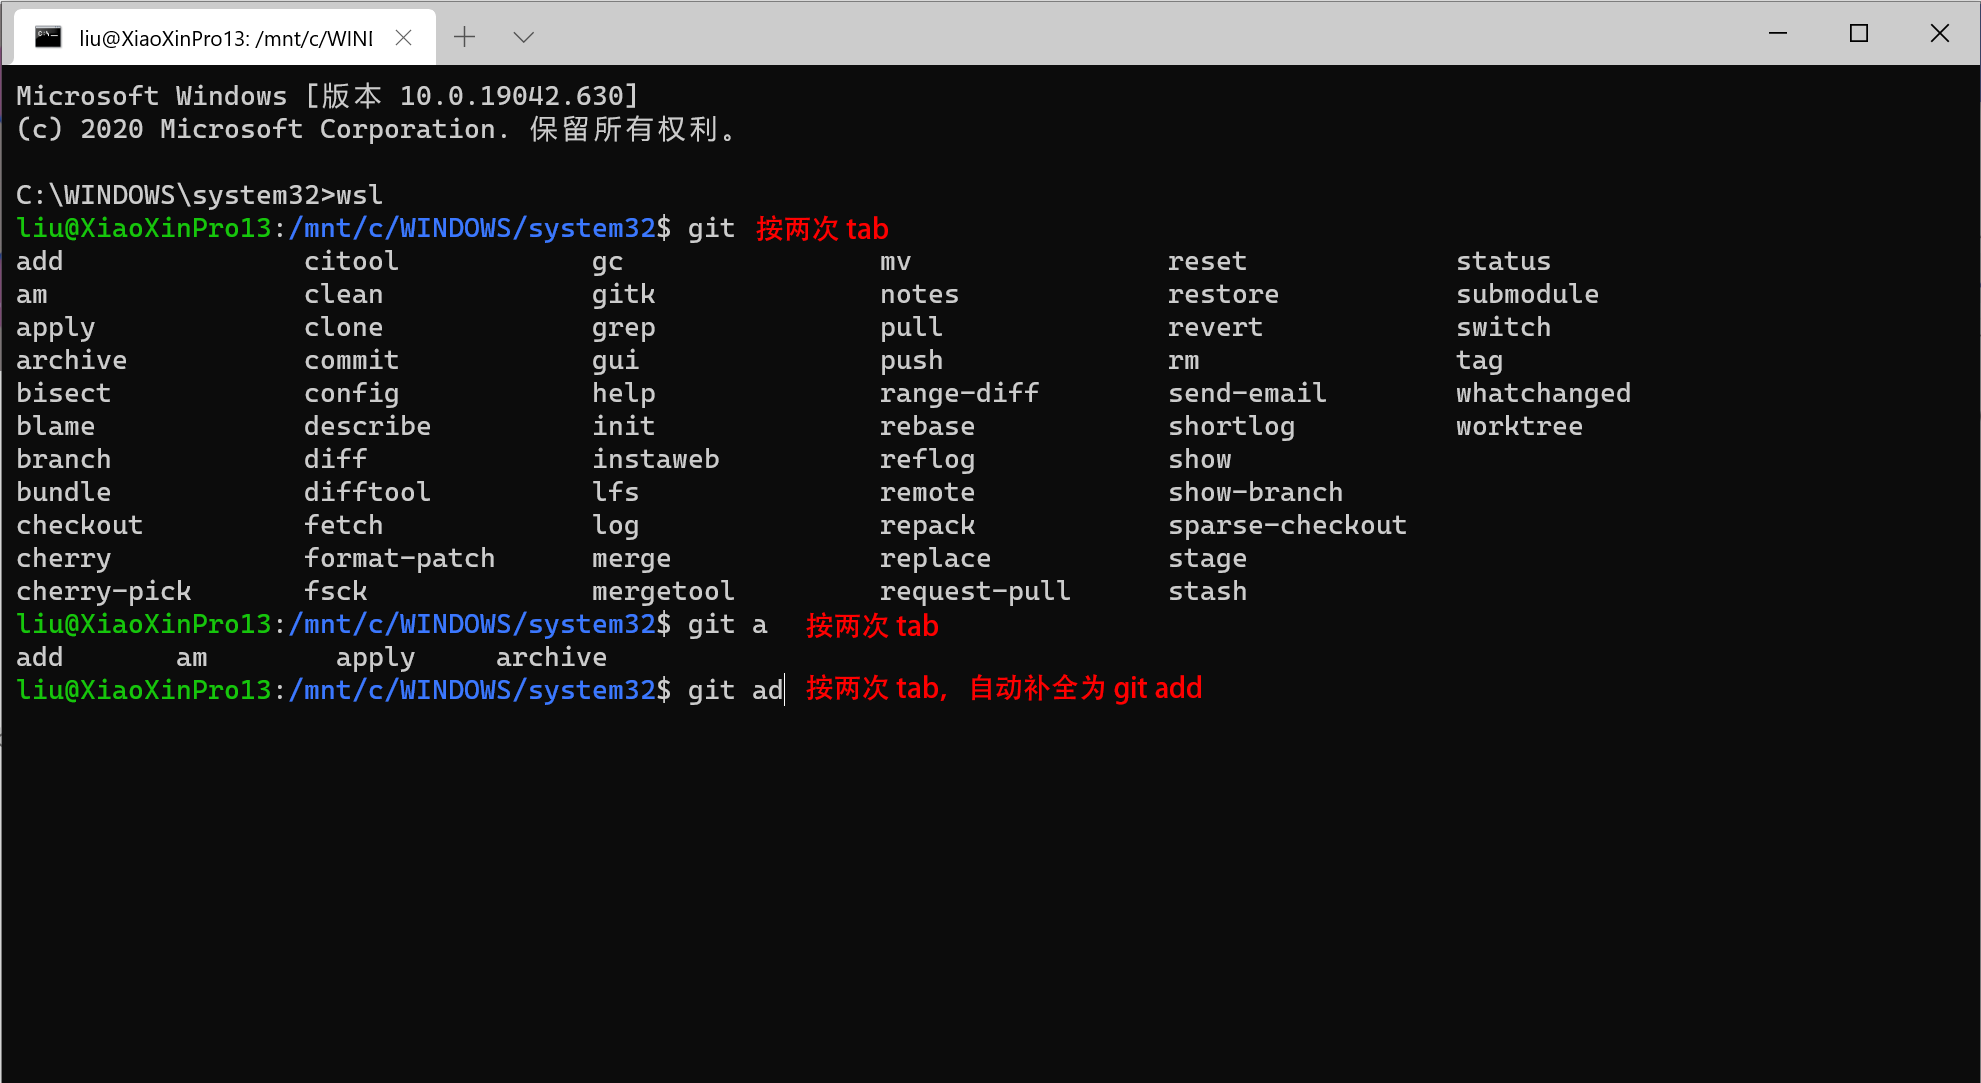 liu@XiaoXinPro13: /mnt/c/WIN
Microsoft Windows [版本 10.0.19042.630]
(c) 2020 Microsoft Corporation. 保留所有权利。
C:\WINDOWS\system32>wsl
liu@XiaoXinPro13:/mnt/c/WINDOWS/system32$ git 按两次 tab
add citool gc mv reset status
am clean gitk notes restore submodule
apply clone grep pull revert switch
archive commit gui push rm tag
bisect config help range-diff send-email whatchanged
blame describe init rebase shortlog worktree
branch diff instaweb reflog show
bundle difftool lfs remote show-branch
checkout fetch log repack sparse-checkout
cherry format-patch merge replace stage
cherry-pick fsck mergetool request-pull stash
liu@XiaoXinPro13:/mnt/c/WINDOWS/system32$ git a 按两次 tab
add am apply archive
liu@XiaoXinPro13:/mnt/c/WINDOWS/system32$ git ad 按两次 tab，自动补全为 git add